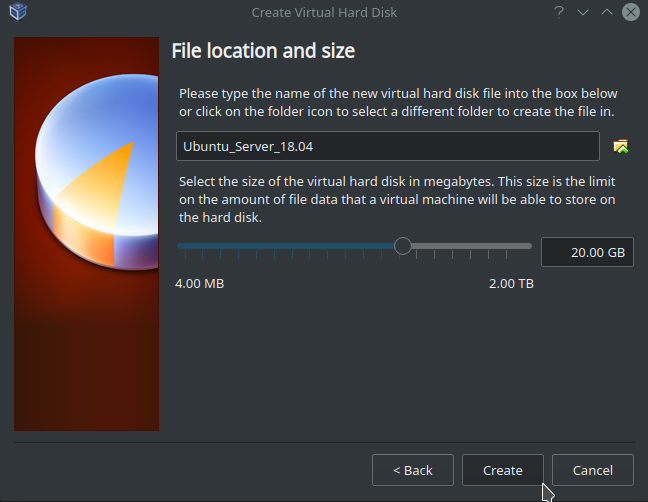 Create Virtual Hard Disk
?
File location and size
Please type the name of the new virtual hard disk file into the box below
or click on the folder icon to select a different folder to create the file in.
Ubuntu_Server_18.04
Select the size of the virtual hard disk in megabytes. This size is the limit
on the amount of file data that a virtual machine will be able to store on
the hard disk.
20.00 GB
4.00 MB 2.00 TB
< Back Create Cancel